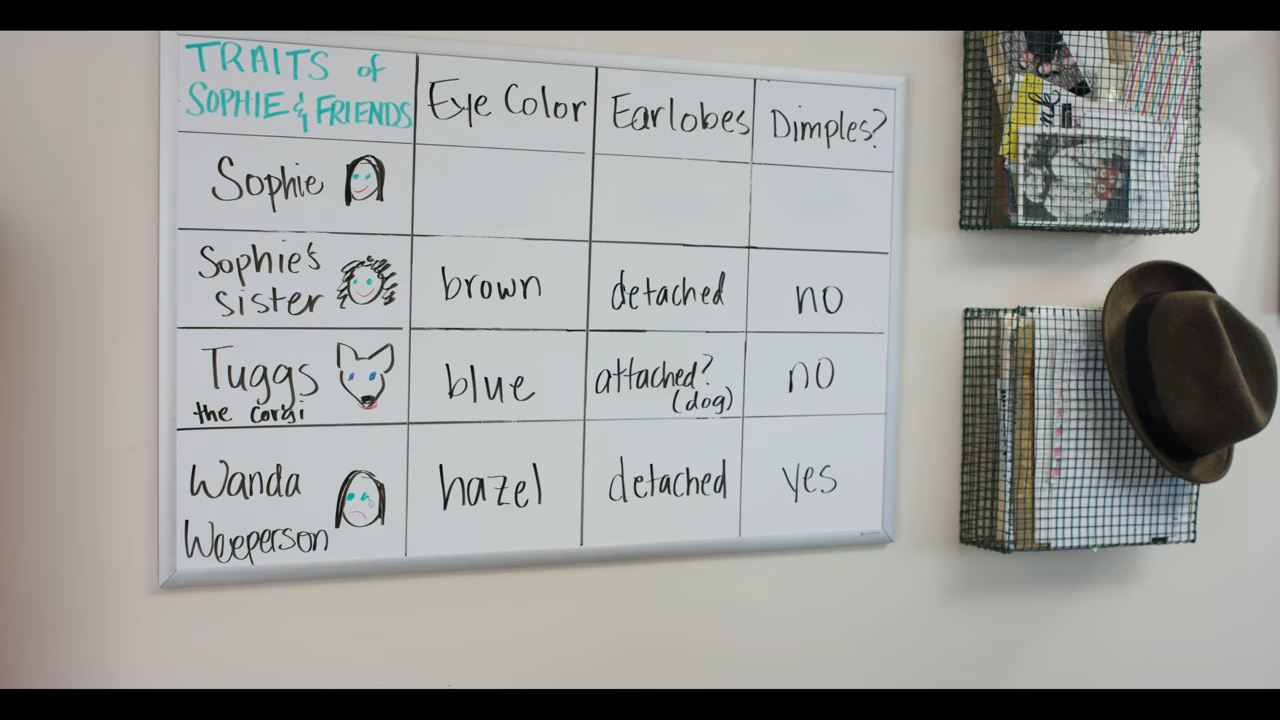 TRAITS of
SOPHIE & FRIENDS
Eye Color
Earlobes
Dimples?
Sophie
Sophie's
sister
brown
detached
no
Tuggs
the corgi
blue
attached?
(dog)
no
Wanda
Woeperson
hazel
detached
yes